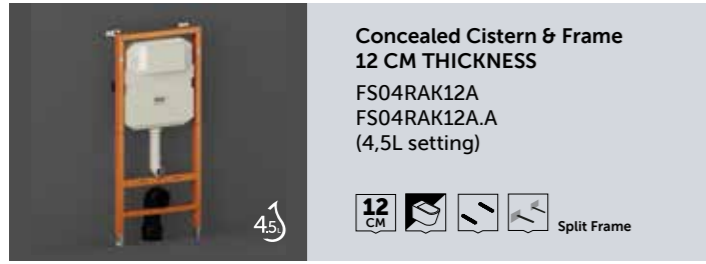 Concealed Cistern & Frame
12 CM THICKNESS
FS04RAK12A
FS04RAK12A.A
(4,5L setting)
4.5L
12
CM
Split Frame